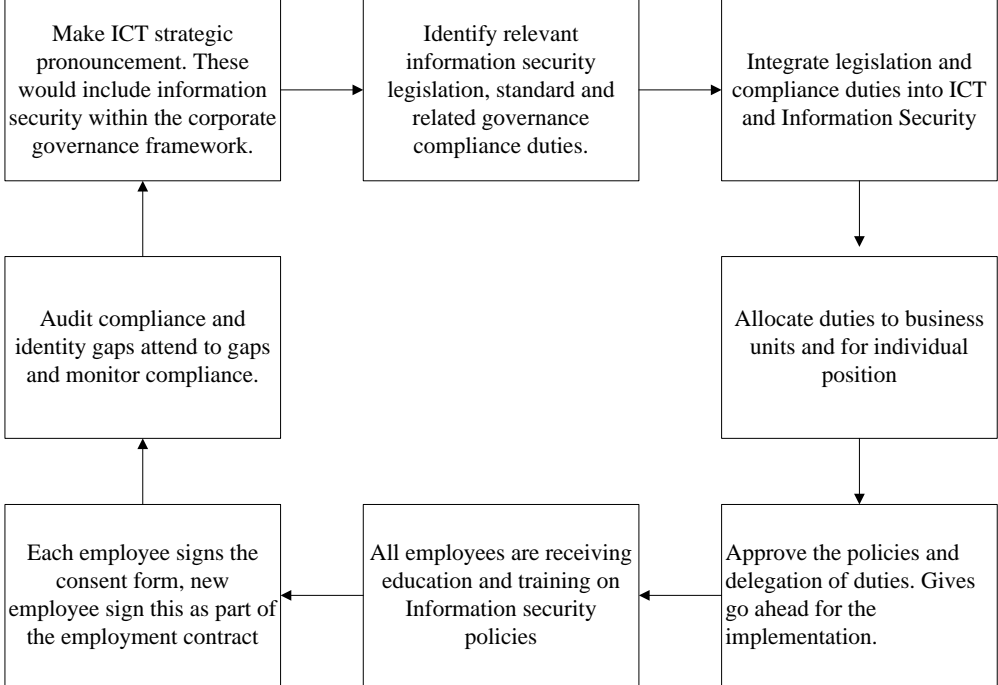 Make ICT strategic
pronouncement. These
would include information
security within the corporate
governance framework.
Identify relevant
information security
legislation, standard and
related governance
compliance duties.
Integrate legislation and
compliance duties into ICT
and Information Security
Allocate duties to business
units and for individual
position
Approve the policies and
delegation of duties. Gives
go ahead for the
implementation.
All employees are receiving
education and training on
Information security
policies
Each employee signs the
consent form, new
employee sign this as part of
the employment contract
Audit compliance and
identity gaps attend to gaps
and monitor compliance.